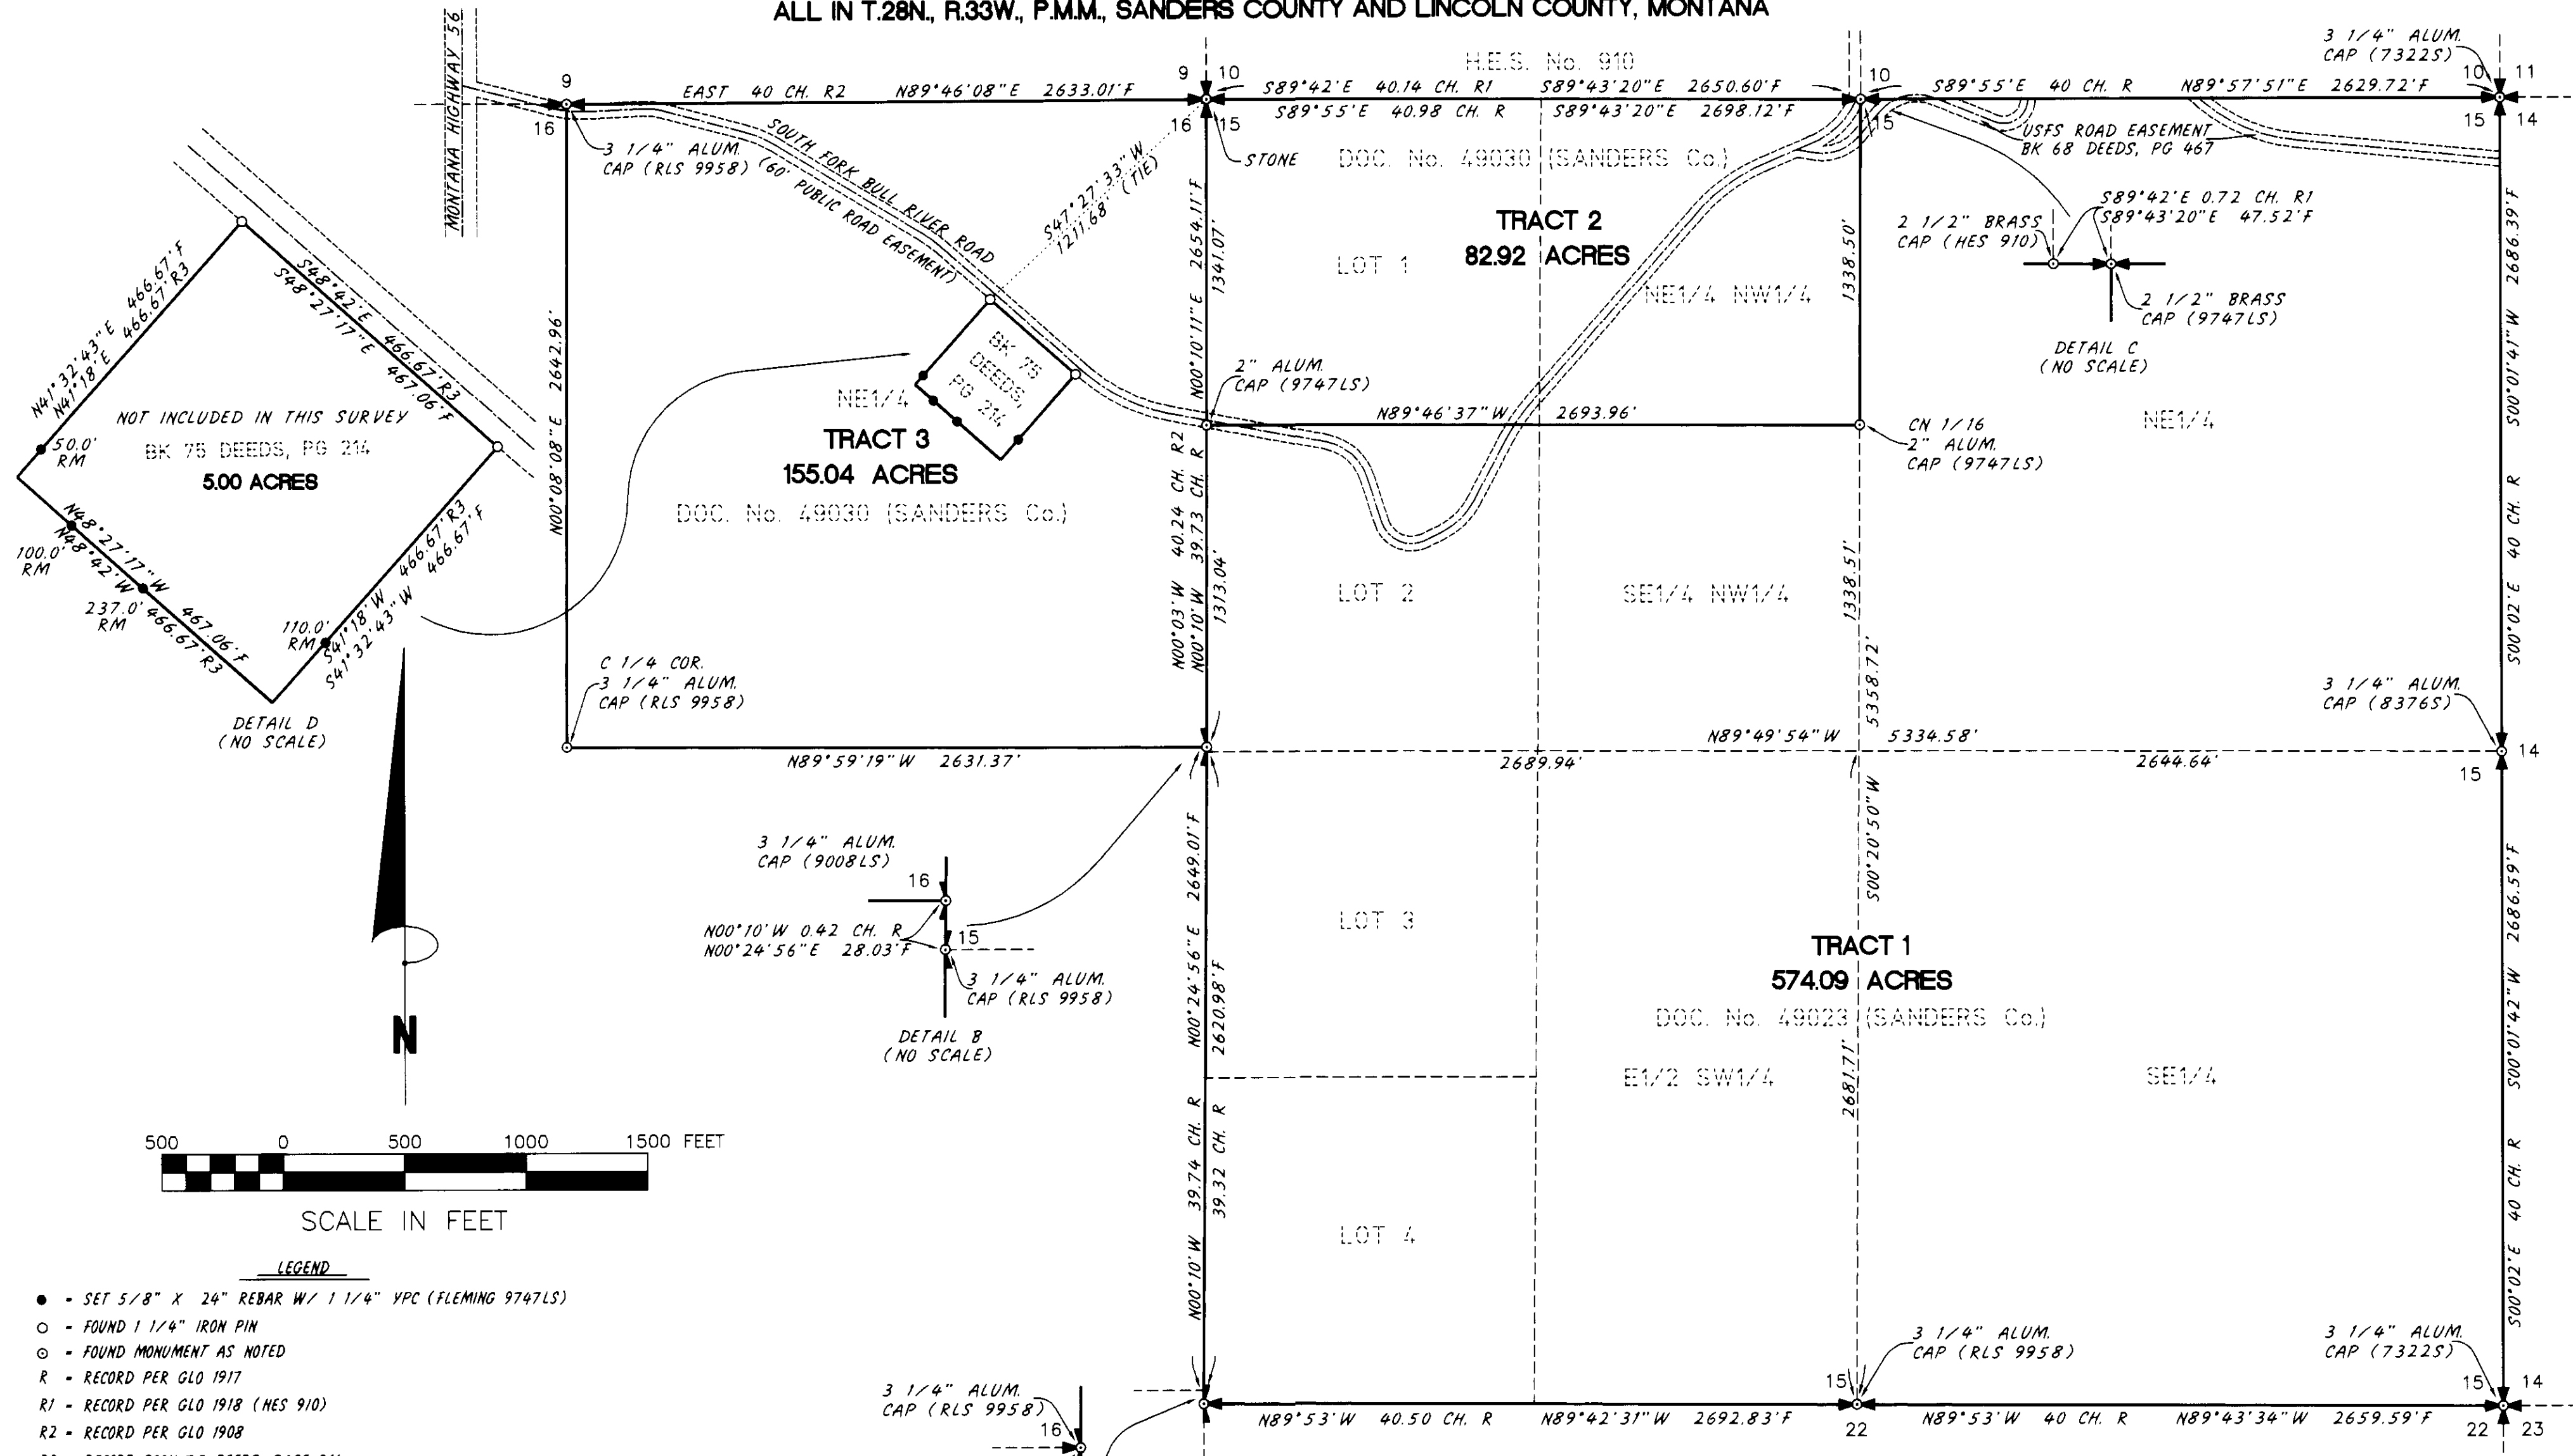 ALL IN T.28N., R.33W., P.M.M., SANDERS COUNTY AND LINCOLN COUNTY, MONTANA
MONTANA HIGHWAY 56
9
16
EAST 40 CH. R2 N89°46'08"E 2633.01'F
9 10
16 15
H.E.S. No. 910
S89°42'E 40.14 CH. R1 S89°43'20"E 2650.60'F
S89°55'E 40.98 CH. R S89°43'20"E 2698.12'F
10
15
S89°55'E 40 CH. R N89°57'51"E 2629.72'F
3 1/4" ALUM.
CAP (7322S)
10 11
15 14
3 1/4" ALUM.
CAP (RLS 9958)
SOUTH FORK BULL RIVER ROAD
(60' PUBLIC ROAD EASEMENT)
S47°27'33"W
1211.68' (TIE)
STONE
DOC. No. 49030 (SANDERS Co.)
USFS ROAD EASEMENT
BK 68 DEEDS, PG 467
TRACT 2
82.92 ACRES
LOT 1
NE1/4 NW1/4
1338.50'
N00°10'11"E 2654.11'F
1341.07'
S89°42'E 0.72 CH. R1
S89°43'20"E 47.52'F
2 1/2" BRASS
CAP (HES 910)
2 1/2" BRASS
CAP (9747LS)
DETAIL C
(NO SCALE)
S00°01'41"W 2686.39'F
S00°02'E 40 CH. R
N41°32'43"E 466.67'F
N41°18'E 466.67'R3
S48°42'E 466.67'R3
S48°27'17"E 467.06'F
NOT INCLUDED IN THIS SURVEY
BK 75 DEEDS, PG 214
5.00 ACRES
50.0'
RM
100.0'
RM
N48°27'17"W 467.06'F
N48°42'W 466.67'R3
237.0'
RM
110.0'
RM
S41°18'W 466.67'R3
S41°32'43"W 466.67'F
DETAIL D
(NO SCALE)
N00°08'08"E 2642.96'
BK 75
DEEDS,
PG 214
NE1/4
TRACT 3
155.04 ACRES
DOC. No. 49030 (SANDERS Co.)
2" ALUM.
CAP (9747LS)
N89°46'37"W 2693.96'
CN 1/16
2" ALUM.
CAP (9747LS)
NE1/4
N00°03'W 40.24 CH. R2
N00°10'W 39.73 CH. R
1313.04'
LOT 2
SE1/4 NW1/4
1338.51'
5358.72'
C 1/4 COR.
3 1/4" ALUM.
CAP (RLS 9958)
N89°59'19"W 2631.37'
N89°49'54"W 5334.58'
2689.94'
2644.64'
3 1/4" ALUM.
CAP (8376S)
14
15
S00°20'50"W
3 1/4" ALUM.
CAP (9008LS)
16
N00°10'W 0.42 CH. R
N00°24'56"E 28.03'F
15
3 1/4" ALUM.
CAP (RLS 9958)
DETAIL B
(NO SCALE)
N00°24'56"E 2649.01'F
2620.98'F
LOT 3
TRACT 1
574.09 ACRES
DOC. No. 49023 (SANDERS Co.)
E1/2 SW1/4
2681.71'
SE1/4
S00°01'42"W 2686.59'F
S00°02'E 40 CH. R
N00°10'W 39.74 CH. R
39.32 CH. R
LOT 4
N
500 0 500 1000 1500 FEET
SCALE IN FEET
LEGEND
● - SET 5/8" X 24" REBAR W/ 1 1/4" YPC (FLEMING 9747LS)
○ - FOUND 1 1/4" IRON PIN
⊙ - FOUND MONUMENT AS NOTED
R - RECORD PER GLO 1917
R1 - RECORD PER GLO 1918 (HES 910)
R2 - RECORD PER GLO 1908
3 1/4" ALUM.
CAP (RLS 9958)
16
N89°53'W 40.50 CH. R N89°42'31"W 2692.83'F
15
22
3 1/4" ALUM.
CAP (RLS 9958)
N89°53'W 40 CH. R N89°43'34"W 2659.59'F
3 1/4" ALUM.
CAP (7322S)
15 14
22 23